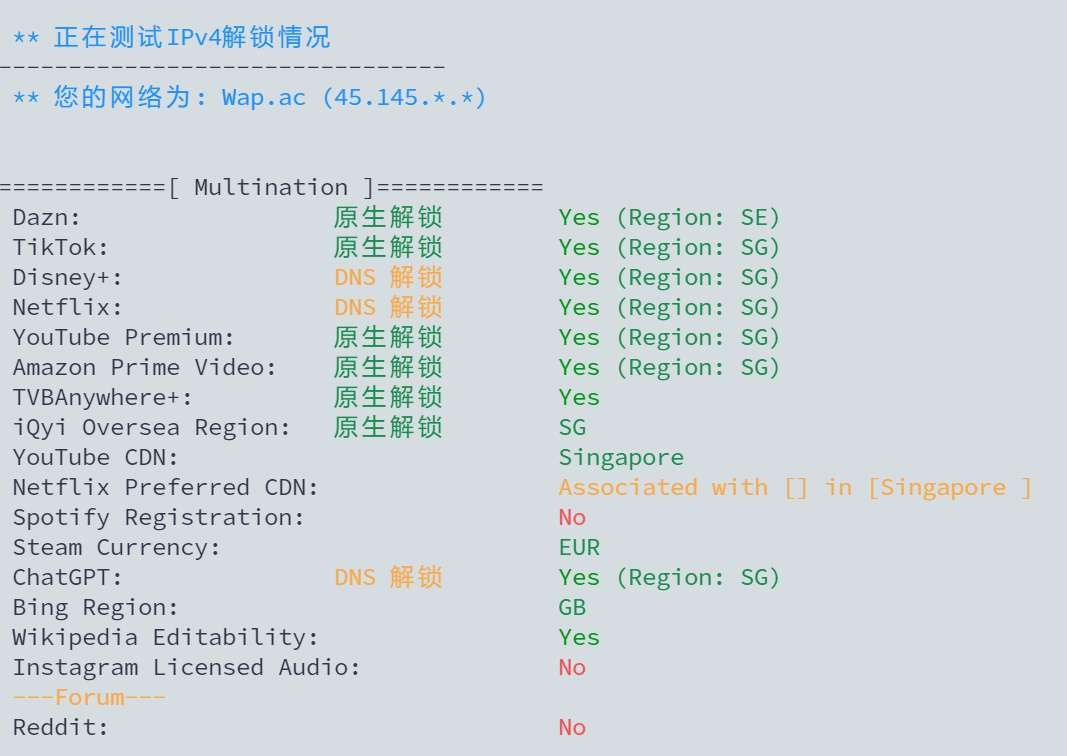 ** 正在测试IPv4解锁情况
--------------------------------
** 您的网络为: Wap.ac (45.145.*.*)
============[ Multination ]============
Dazn: 原生解锁 Yes (Region: SE)
TikTok: 原生解锁 Yes (Region: SG)
Disney+: DNS 解锁 Yes (Region: SG)
Netflix: DNS 解锁 Yes (Region: SG)
YouTube Premium: 原生解锁 Yes (Region: SG)
Amazon Prime Video: 原生解锁 Yes (Region: SG)
TVBAnywhere+: 原生解锁 Yes
iQyi Oversea Region: 原生解锁 SG
YouTube CDN: Singapore
Netflix Preferred CDN: Associated with [] in [Singapore ]
Spotify Registration: No
Steam Currency: EUR
ChatGPT: DNS 解锁 Yes (Region: SG)
Bing Region: GB
Wikipedia Editability: Yes
Instagram Licensed Audio: No
---Forum---
Reddit: No